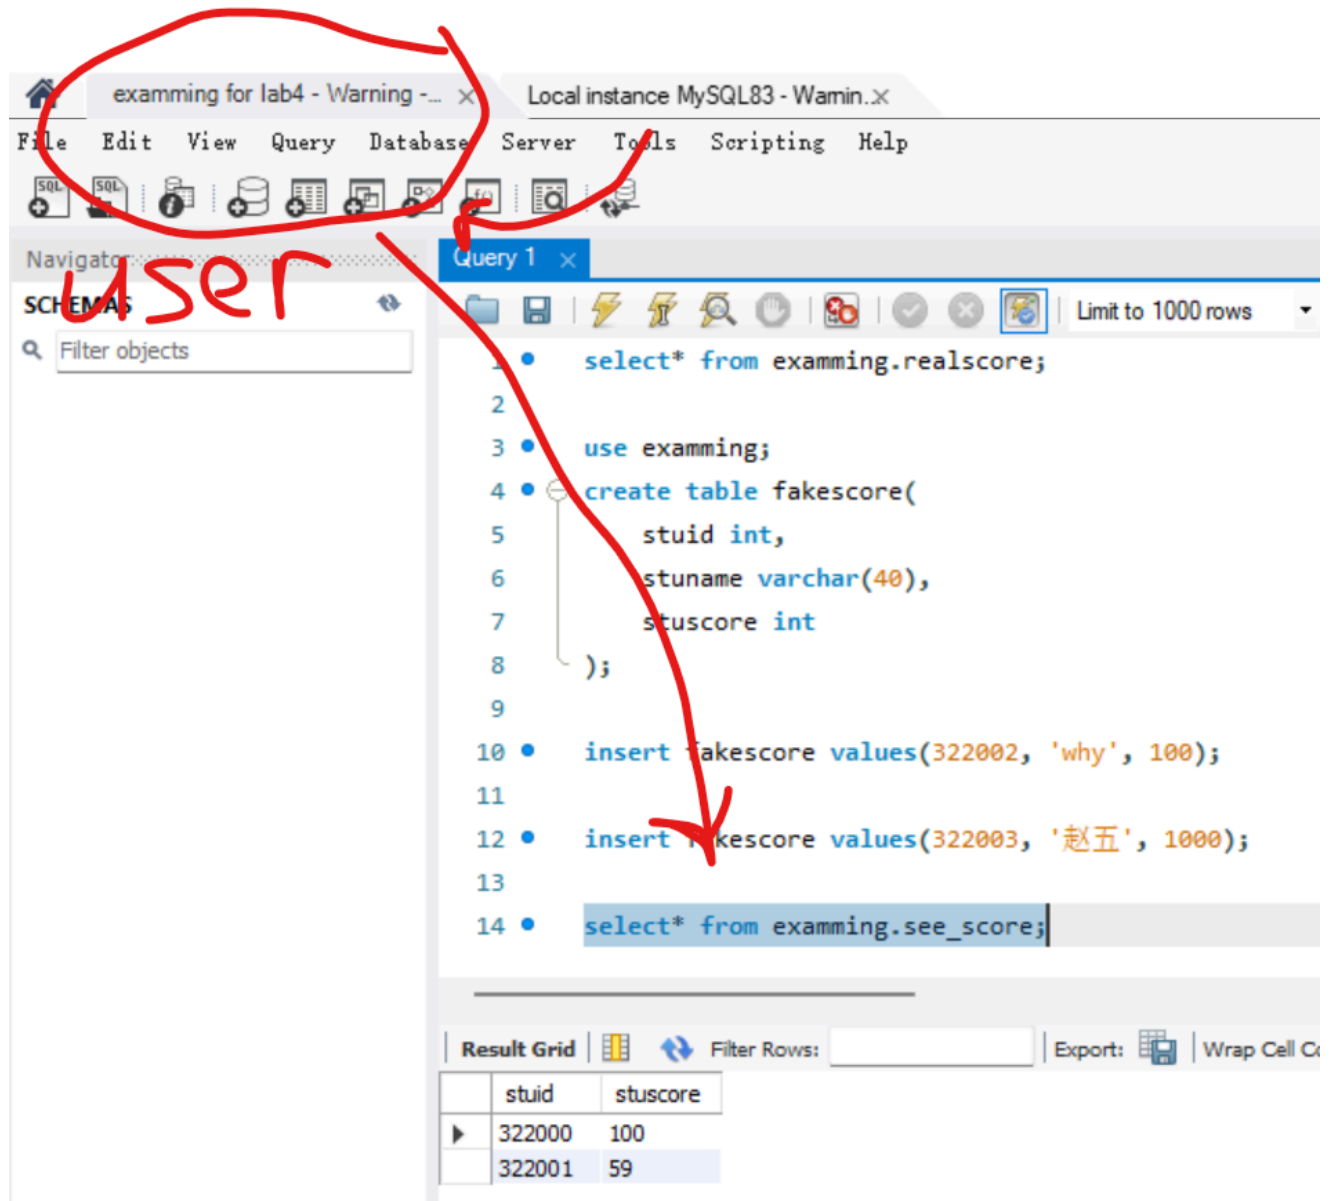 examming for lab4 - Warning -... × Local instance MySQL83 - Warnin..×
File Edit View Query Database Server Tools Scripting Help
Navigator
user
Query 1 ×
SCHEMAS
Limit to 1000 rows
Filter objects
1 select* from examming.realscore;
2
3 use examming;
4 create table fakescore(
5 stuid int,
6 stuname varchar(40),
7 stuscore int
8 );
9
10 insert fakescore values(322002, 'why', 100);
11
12 insert fakescore values(322003, '赵五', 1000);
13
14 select* from examming.see_score;
Result Grid Filter Rows: Export: Wrap Cell Co
stuid stuscore
322000 100
322001 59